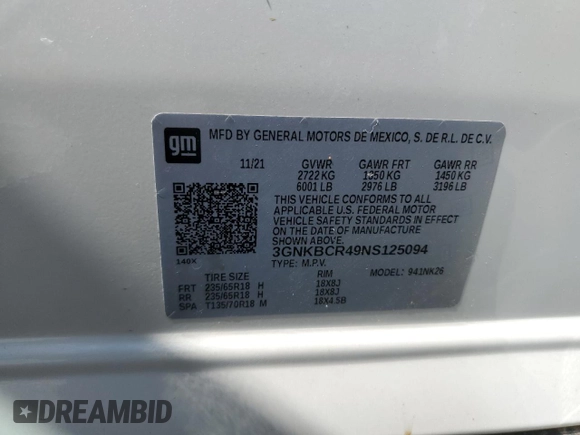 gm
MFD BY GENERAL MOTORS DE MEXICO, S. DE R.L. DE C.V.
11/21 GVWR GAWR FRT GAWR RR
2722 KG 1350 KG 1450 KG
6001 LB 2976 LB 3196 LB
THIS VEHICLE CONFORMS TO ALL
APPLICABLE U.S. FEDERAL MOTOR
VEHICLE SAFETY STANDARDS IN EFFECT
ON THE DATE OF MANUFACTURE SHOWN
ABOVE.
3GNKBCR49NS125094
140X TYPE: M.P.V.
TIRE SIZE RIM MODEL: 941NK26
FRT 235/65R18 H 18X8J
RR 235/65R18 H 18X8J
SPA T135/70R18 M 18X4.5B
DREAMBID